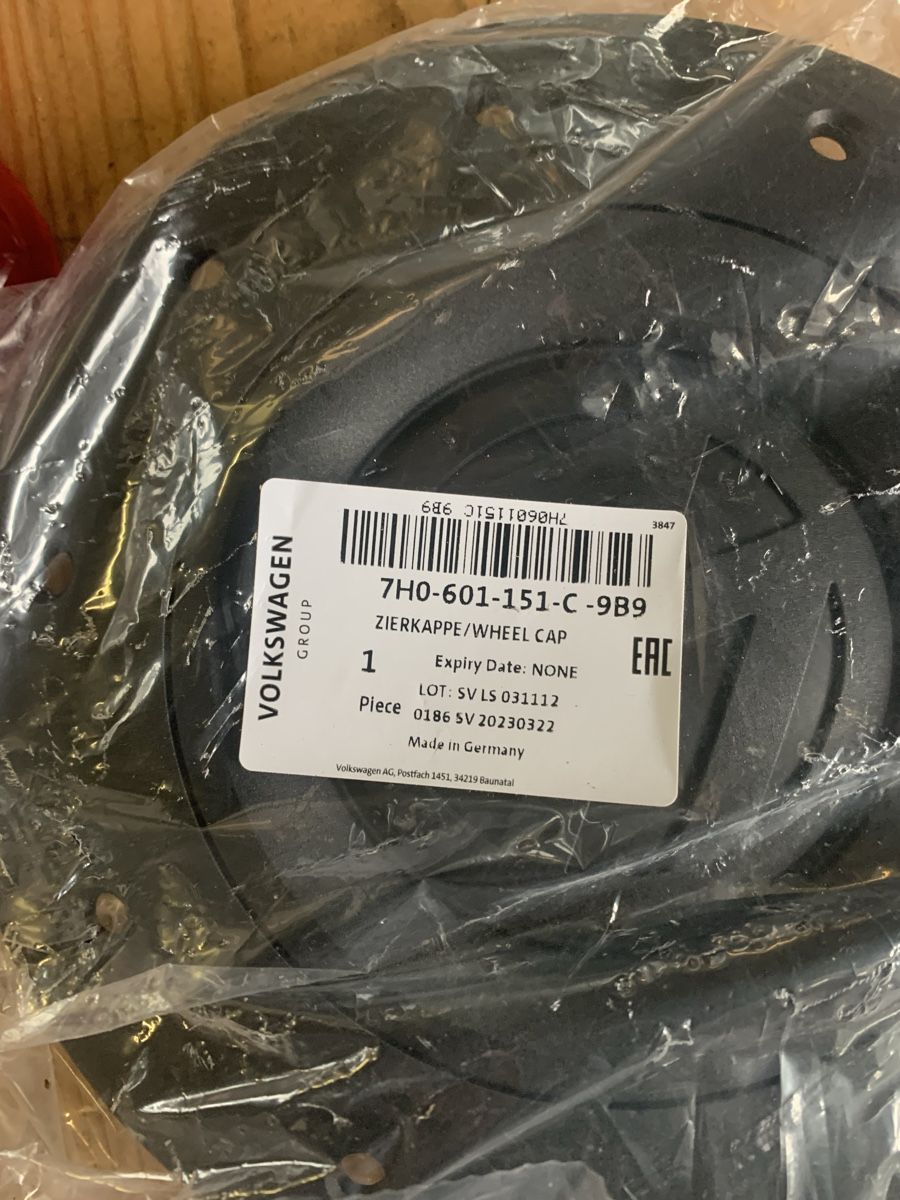 7H0601151C 9B9
3847
7H0-601-151-C -9B9
ZIERKAPPE/WHEEL CAP
VOLKSWAGEN
GROUP
1
Piece
Expiry Date: NONE
LOT: SV LS 031112
0186 SV 20230322
Made in Germany
EAC
Volkswagen AG, Postfach 1451, 34219 Baunatal